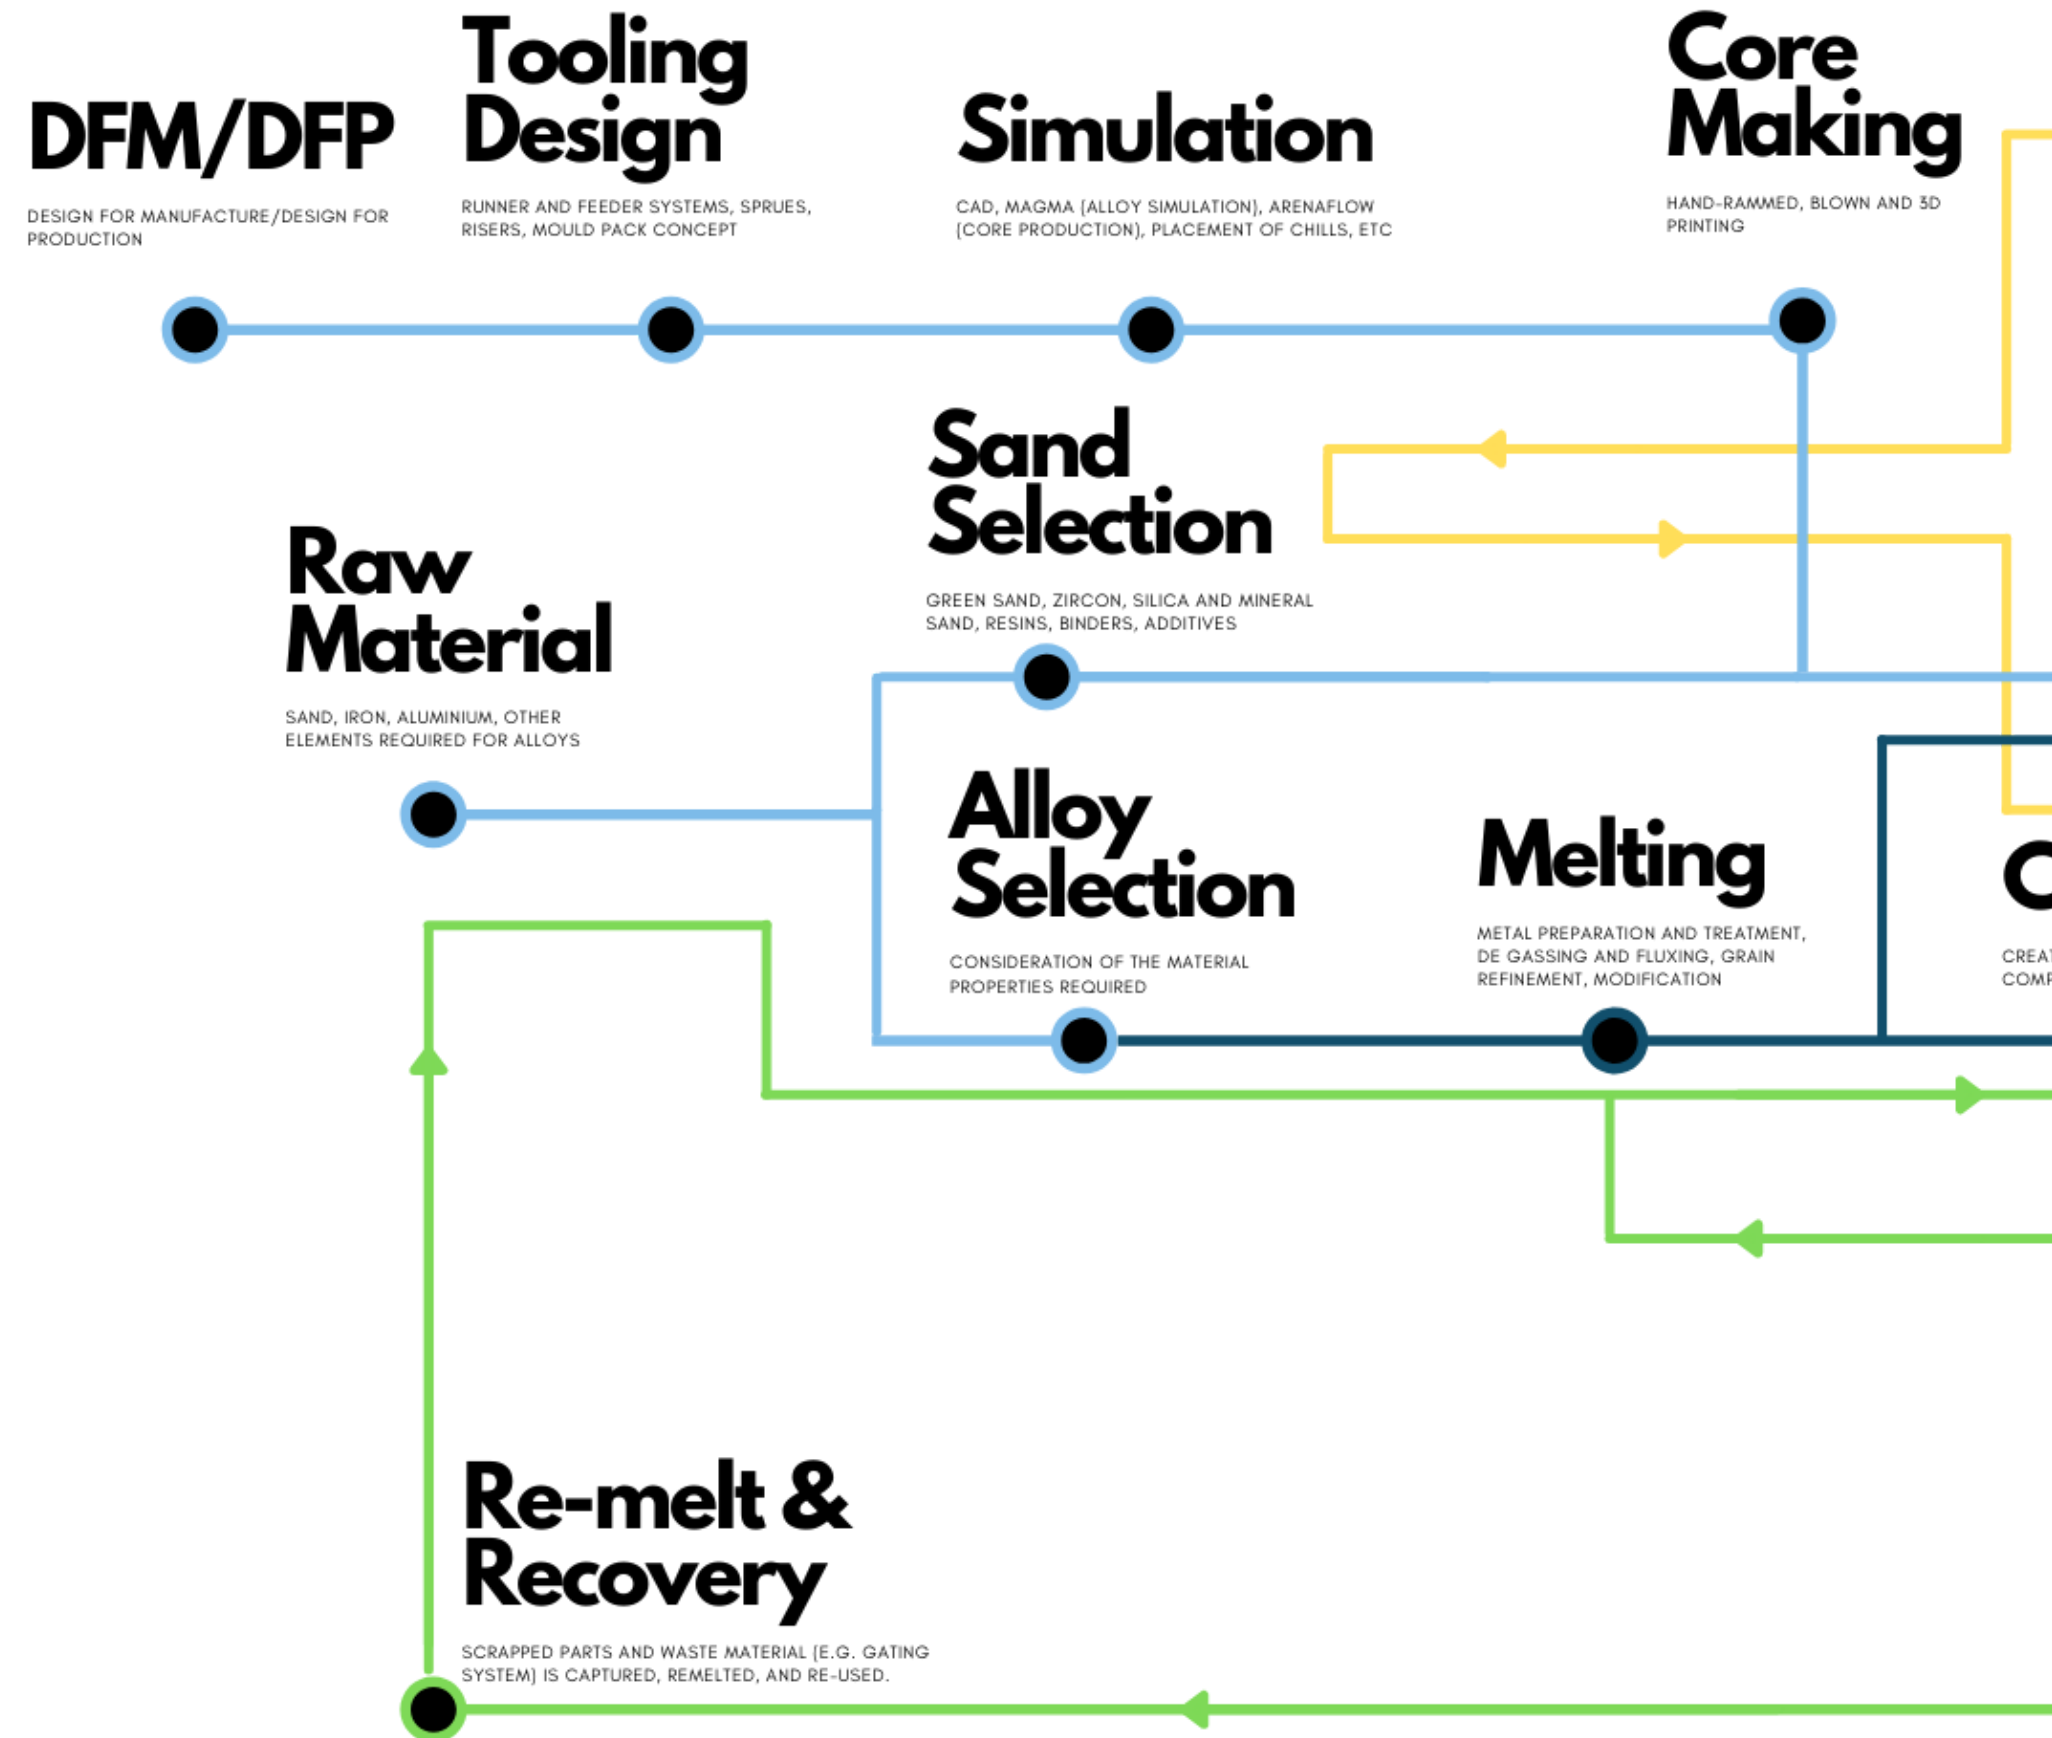 DFM/DFP
DESIGN FOR MANUFACTURE/DESIGN FOR
PRODUCTION
Tooling
Design
RUNNER AND FEEDER SYSTEMS, SPRUES,
RISERS, MOULD PACK CONCEPT
Simulation
CAD, MAGMA (ALLOY SIMULATION), ARENAFLOW
(CORE PRODUCTION), PLACEMENT OF CHILLS, ETC
Core
Making
HAND-RAMMED, BLOWN AND 3D
PRINTING
Sand
Selection
GREEN SAND, ZIRCON, SILICA AND MINERAL
SAND, RESINS, BINDERS, ADDITIVES
Raw
Material
SAND, IRON, ALUMINIUM, OTHER
ELEMENTS REQUIRED FOR ALLOYS
Alloy
Selection
CONSIDERATION OF THE MATERIAL
PROPERTIES REQUIRED
Melting
METAL PREPARATION AND TREATMENT,
DE GASSING AND FLUXING, GRAIN
REFINEMENT, MODIFICATION
Re-melt &
Recovery
SCRAPPED PARTS AND WASTE MATERIAL (E.G. GATING
SYSTEM) IS CAPTURED, REMELTED, AND RE-USED.